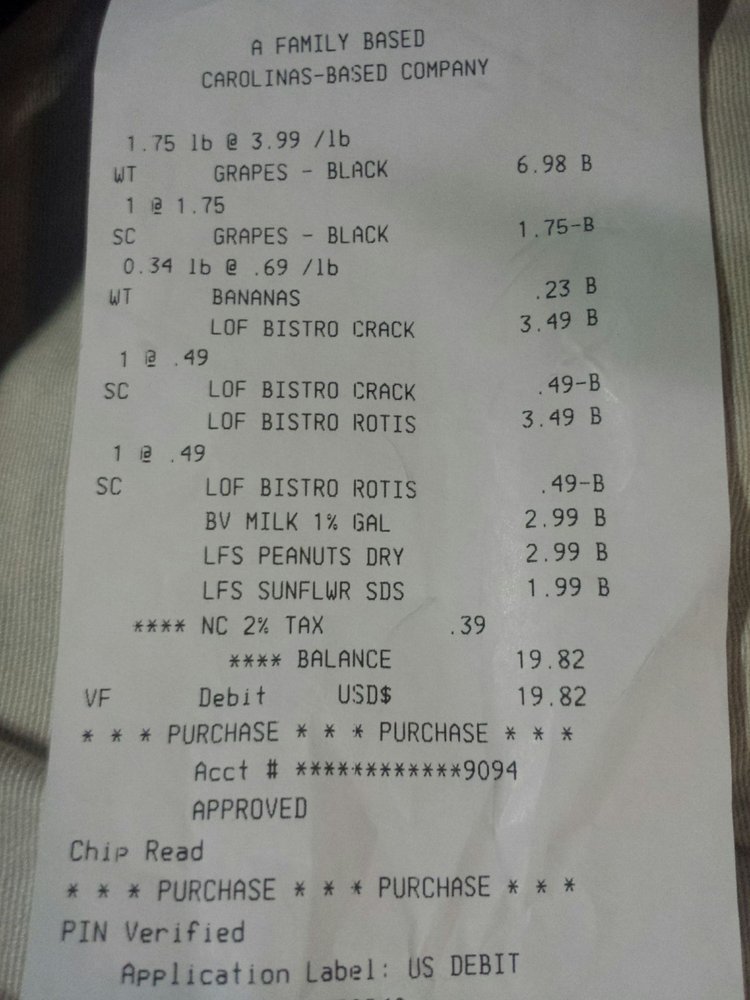 A FAMILY BASED
CAROLINAS-BASED COMPANY
1.75 lb @ 3.99 /lb
WT GRAPES - BLACK 6.98 B
1 @ 1.75
SC GRAPES - BLACK 1.75-B
0.34 lb @ .69 /lb
WT BANANAS .23 B
LOF BISTRO CRACK 3.49 B
1 @ .49
SC LOF BISTRO CRACK .49-B
LOF BISTRO ROTIS 3.49 B
1 @ .49
SC LOF BISTRO ROTIS .49-B
BV MILK 1% GAL 2.99 B
LFS PEANUTS DRY 2.99 B
LFS SUNFLWR SDS 1.99 B
**** NC 2% TAX .39
**** BALANCE 19.82
VF Debit USD$ 19.82
* * * PURCHASE * * * PURCHASE * * *
Acct # ************9094
APPROVED
Chip Read
* * * PURCHASE * * * PURCHASE * * *
PIN Verified
Application Label: US DEBIT